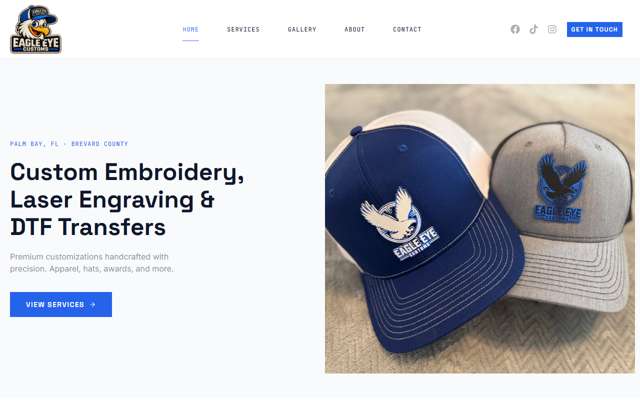 EAGLE EYE
CUSTOMS
HOME
SERVICES
GALLERY
ABOUT
CONTACT
GET IN TOUCH
PALM BAY, FL · BREVARD COUNTY
Custom Embroidery,
Laser Engraving &
DTF Transfers
Premium customizations handcrafted with
precision. Apparel, hats, awards, and more.
VIEW SERVICES →
EAGLE EYE
CUSTOMS
EAGLE EYE